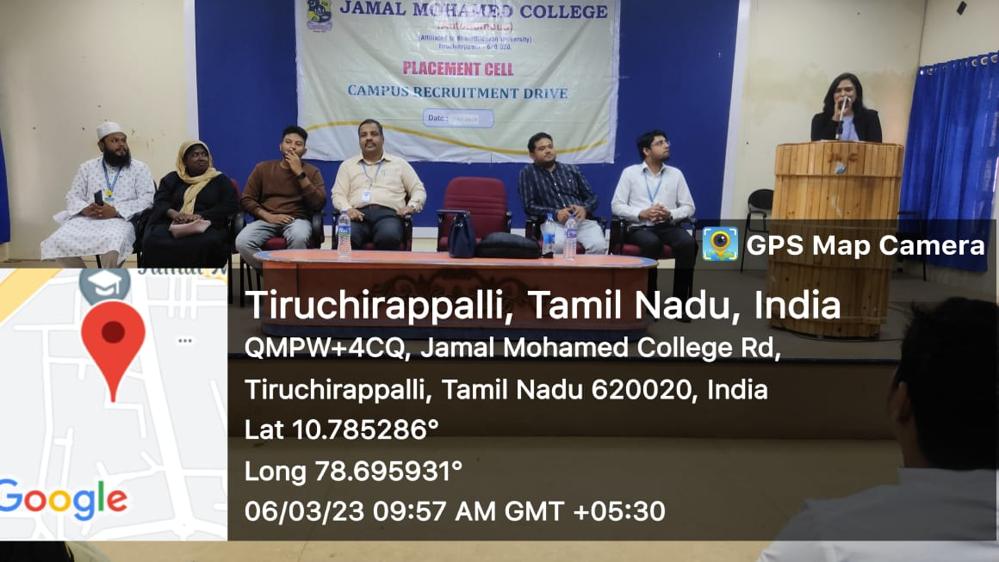 JAMAL MOHAMED COLLEGE
(Autonomous)
(Affiliated to Bharathidasan University)
Tiruchirappalli - 620 020.
PLACEMENT CELL
CAMPUS RECRUITMENT DRIVE
Date :
GPS Map Camera
Tiruchirappalli, Tamil Nadu, India
QMPW+4CQ, Jamal Mohamed College Rd,
Tiruchirappalli, Tamil Nadu 620020, India
Lat 10.785286°
Long 78.695931°
06/03/23 09:57 AM GMT +05:30
Google